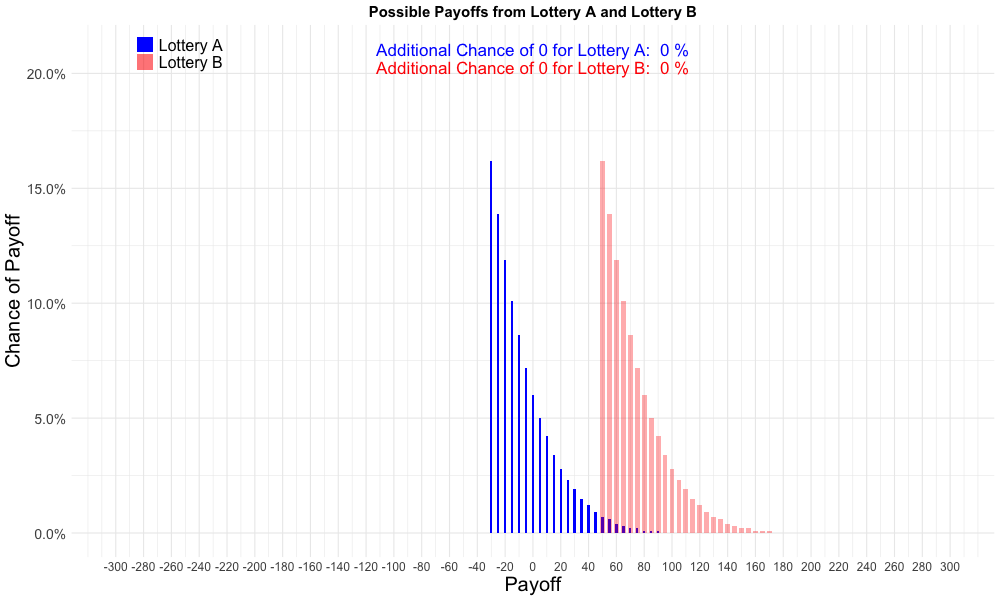 Possible Payoffs from Lottery A and Lottery B
Lottery A
Lottery B
Additional Chance of 0 for Lottery A:  0 %
Additional Chance of 0 for Lottery B:  0 %
Chance of Payoff
20.0%
15.0%
10.0%
5.0%
0.0%
-300 -280 -260 -240 -220 -200 -180 -160 -140 -120 -100 -80 -60 -40 -20 0 20 40 60 80 100 120 140 160 180 200 220 240 260 280 300
Payoff